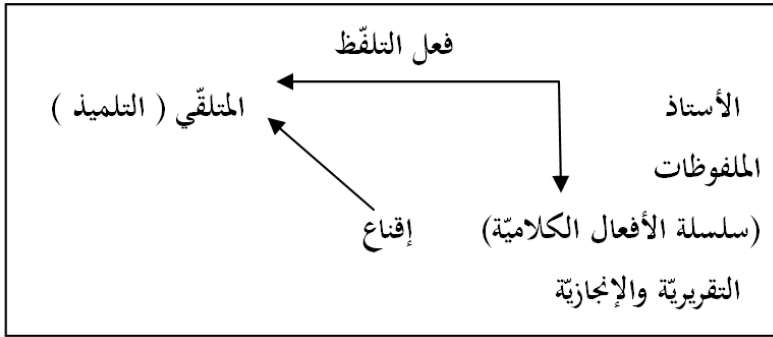 فعل التلفّظ
الأستاذ
المتلقّي ( التلميذ )
الملفوظات
(سلسلة الأفعال الكلاميّة) إقناع
التقريريّة والإنجازيّة